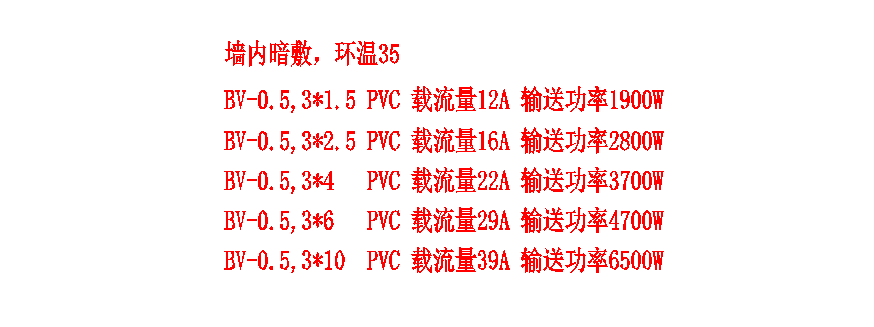 墙内暗敷，环温35
BV-0.5,3*1.5 PVC 载流量12A 输送功率1900W
BV-0.5,3*2.5 PVC 载流量16A 输送功率2800W
BV-0.5,3*4 PVC 载流量22A 输送功率3700W
BV-0.5,3*6 PVC 载流量29A 输送功率4700W
BV-0.5,3*10 PVC 载流量39A 输送功率6500W